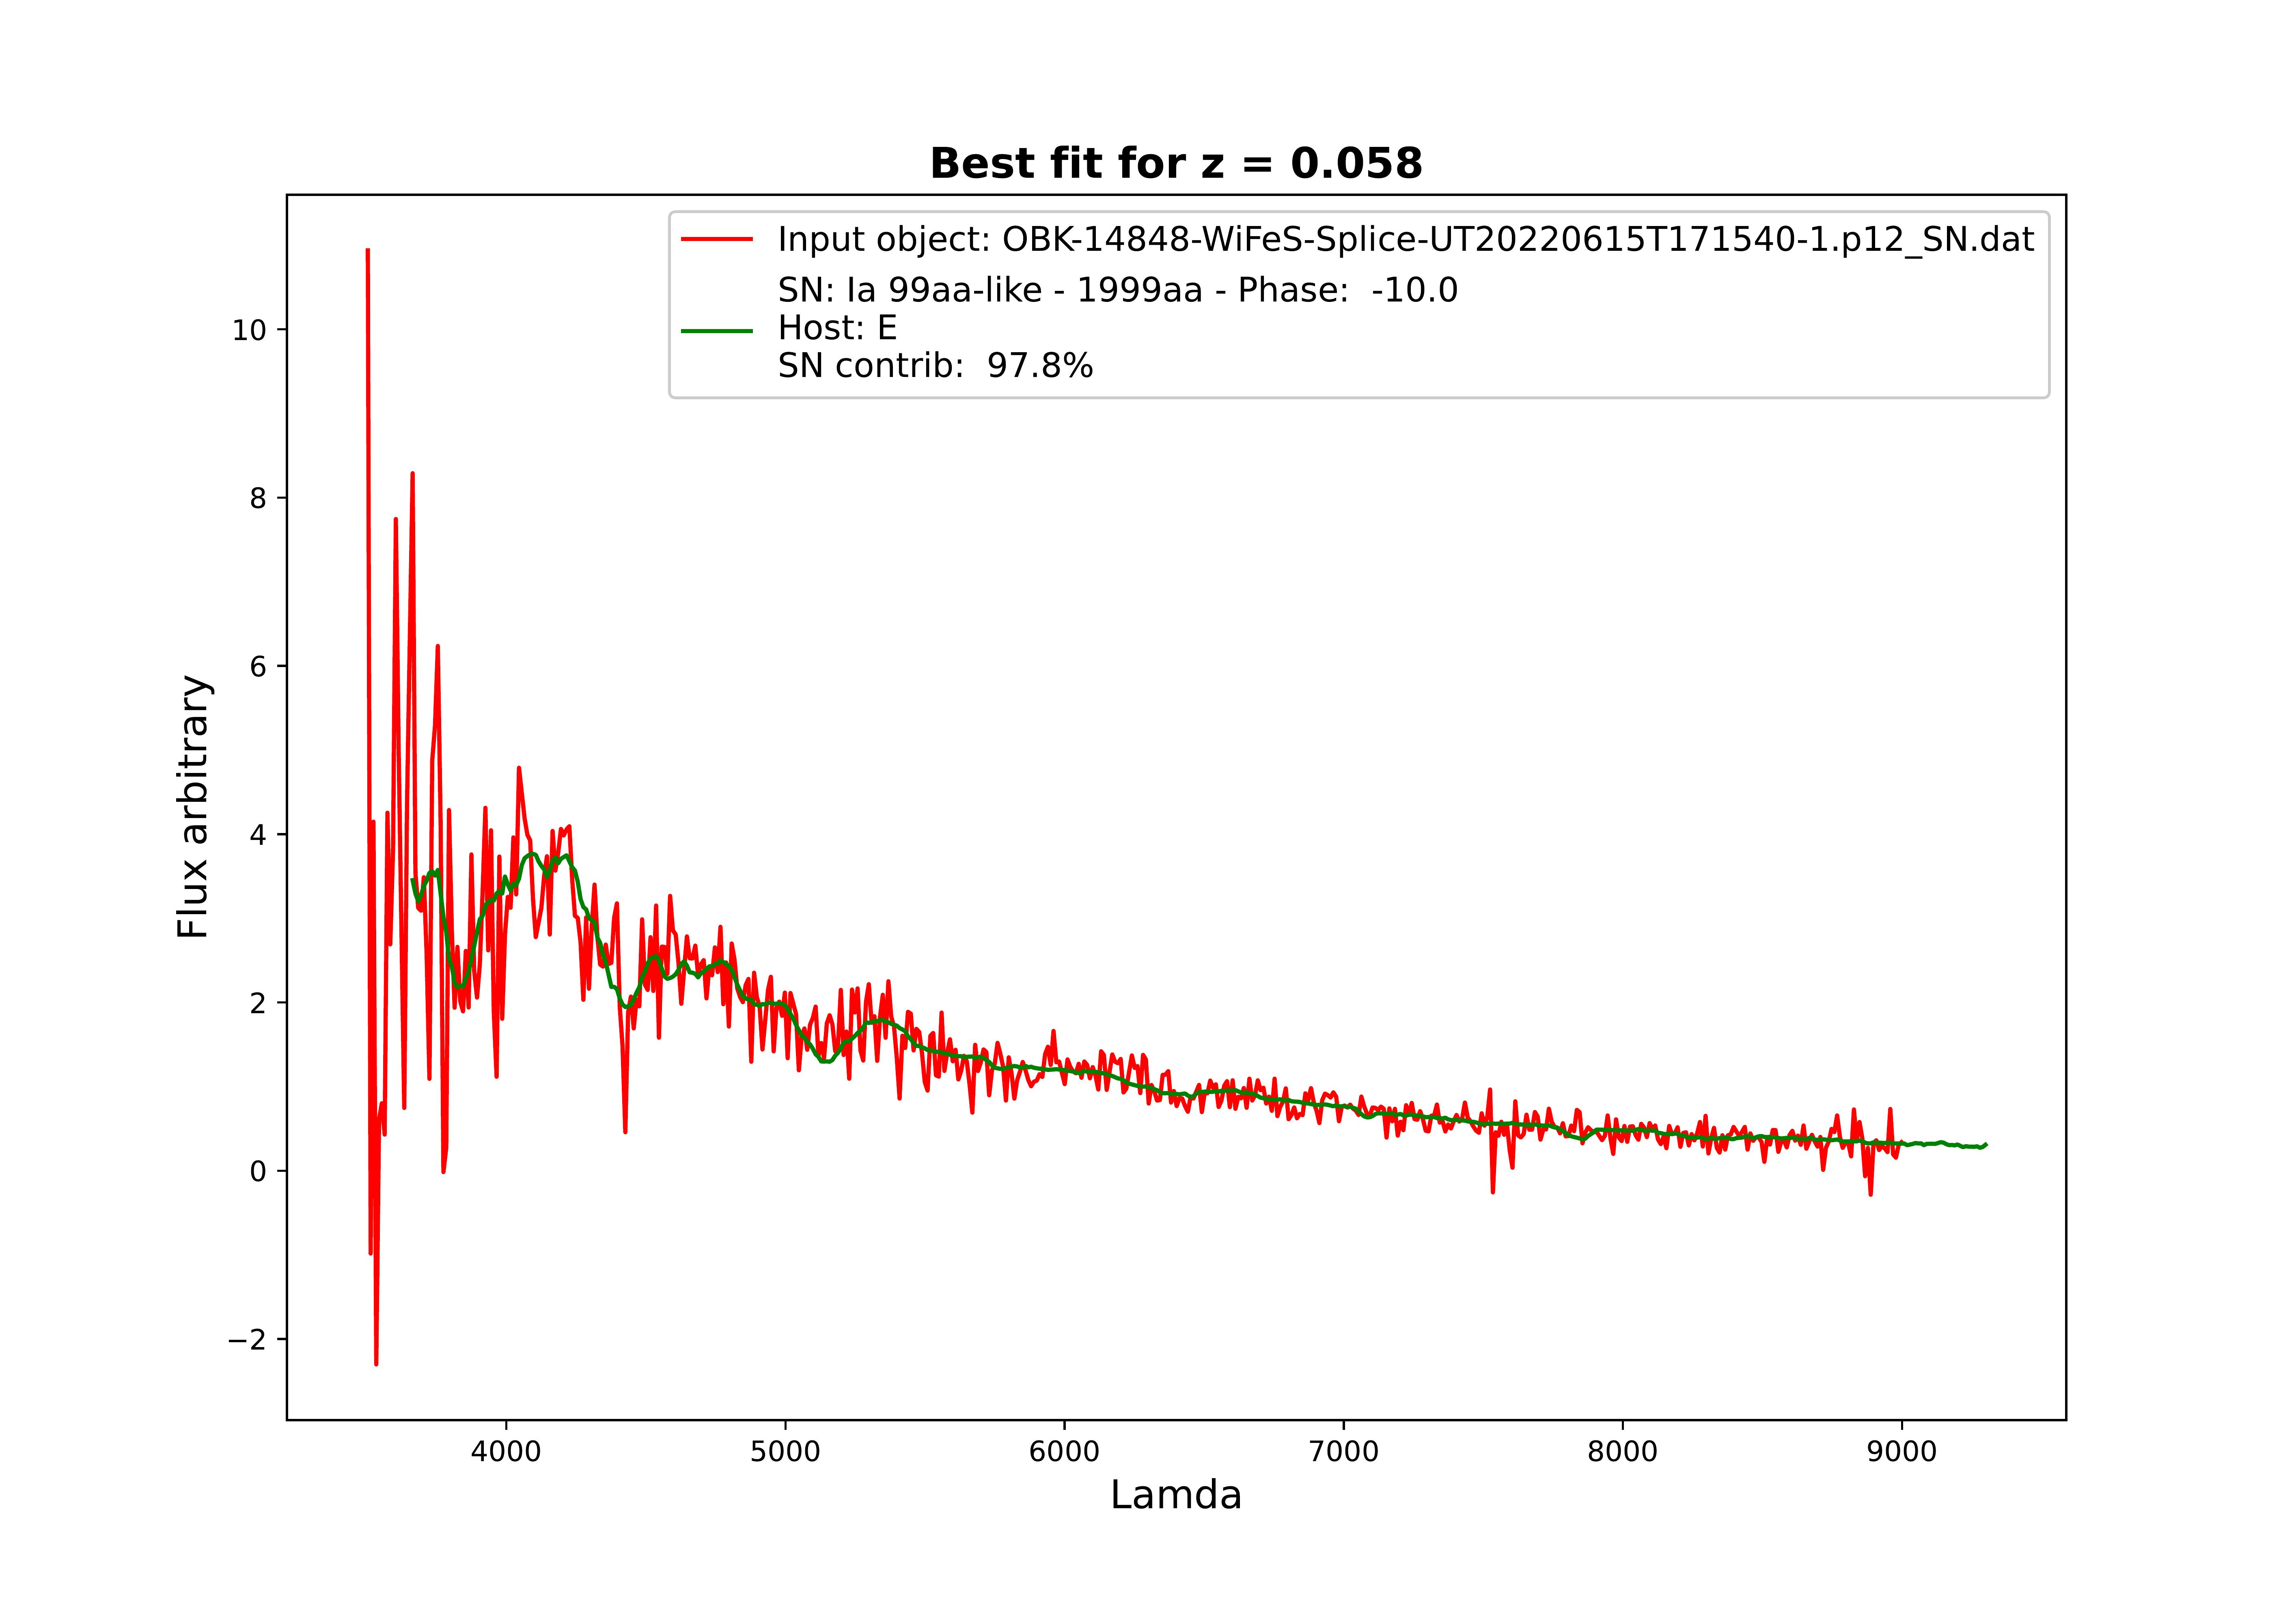 Best fit for z = 0.058
Input object: OBK-14848-WiFeS-Splice-UT20220615T171540-1.p12_SN.dat
SN: Ia 99aa-like - 1999aa - Phase:  -10.0
Host: E
SN contrib:  97.8%
Flux arbitrary
10
8
6
4
2
0
−2
4000 5000 6000 7000 8000 9000
Lamda